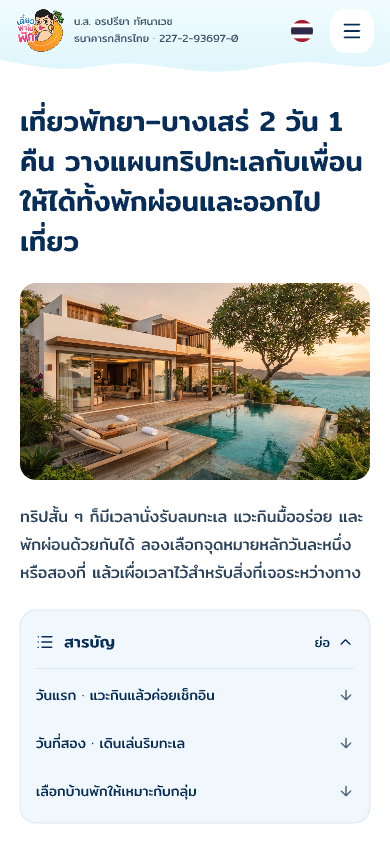 เที่ยว
พาม
พัก
น.ส. อรปรียา ทัศนาเวช
ธนาคารกสิกรไทย · 227-2-93697-0
เที่ยวพัทยา–บางเสร่ 2 วัน 1
คืน วางแผนทริปทะเลกับเพื่อน
ให้ได้ทั้งพักผ่อนและออกไป
เที่ยว
ทริปสั้น ๆ ก็มีเวลานั่งรับลมทะเล แวะกินมื้ออร่อย และ
พักผ่อนด้วยกันได้ ลองเลือกจุดหมายหลักวันละหนึ่ง
หรือสองที่ แล้วเผื่อเวลาไว้สำหรับสิ่งที่เจอระหว่างทาง
สารบัญ
ย่อ
วันแรก · แวะกินแล้วค่อยเช็กอิน
วันที่สอง · เดินเล่นริมทะเล
เลือกบ้านพักให้เหมาะกับกลุ่ม